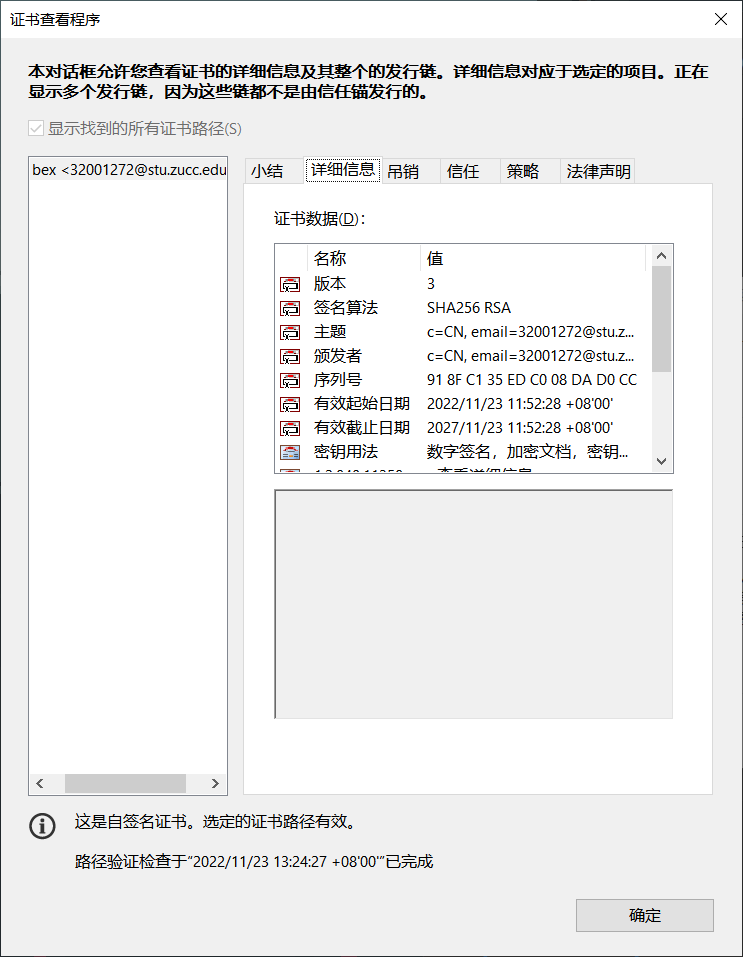 证书查看程序
本对话框允许您查看证书的详细信息及其整个的发行链。详细信息对应于选定的项目。正在
显示多个发行链，因为这些链都不是由信任锚发行的。
显示找到的所有证书路径(S)
bex <32001272@stu.zucc.edu
小结 详细信息 吊销 信任 策略 法律声明
证书数据(D)：
名称 值
版本 3
签名算法 SHA256 RSA
主题 c=CN, email=32001272@stu.z...
颁发者 c=CN, email=32001272@stu.z...
序列号 91 8F C1 35 ED C0 08 DA D0 CC
有效起始日期 2022/11/23 11:52:28 +08'00'
有效截止日期 2027/11/23 11:52:28 +08'00'
密钥用法 数字签名，加密文档，密钥...
这是自签名证书。选定的证书路径有效。
路径验证检查于“2022/11/23 13:24:27 +08'00'”已完成
确定